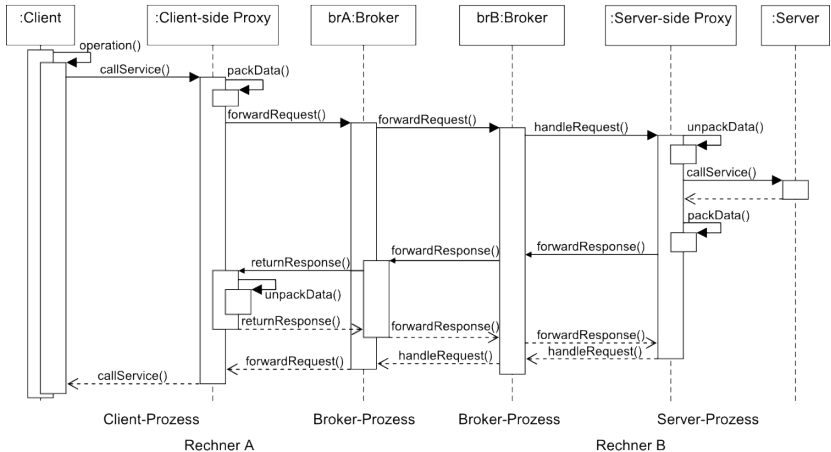 :Client
:Client-side Proxy
brA:Broker
brB:Broker
:Server-side Proxy
:Server
operation()
callService()
packData()
forwardRequest()
forwardRequest()
handleRequest()
unpackData()
callService()
packData()
forwardResponse()
forwardResponse()
returnResponse()
unpackData()
returnResponse()
forwardResponse()
forwardResponse()
handleRequest()
handleRequest()
forwardRequest()
callService()
Client-Prozess
Broker-Prozess
Broker-Prozess
Server-Prozess
Rechner A
Rechner B